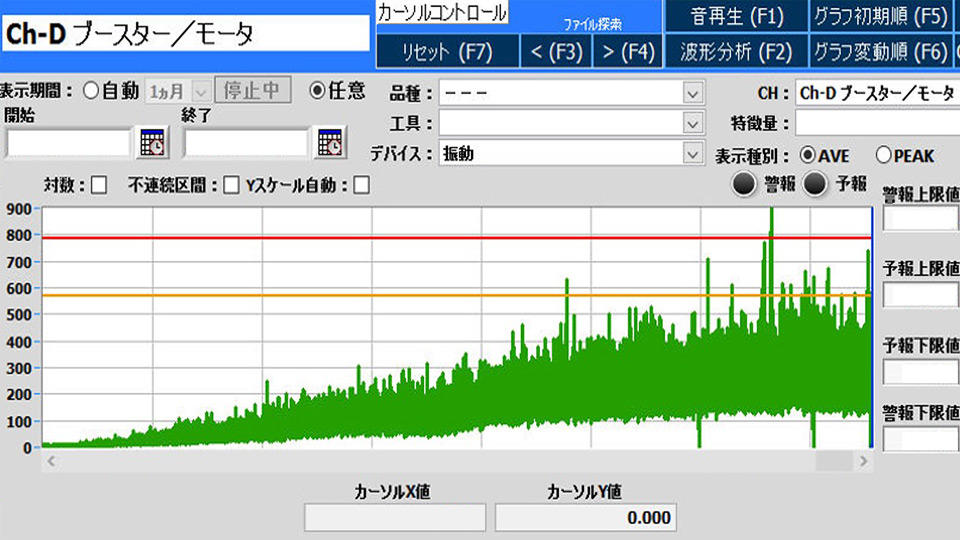 Ch-D ブースター／モータ
カーソルコントロール
ファイル探索
リセット (F7)
< (F3)
> (F4)
音再生 (F1)
グラフ初期順 (F5)
波形分析 (F2)
グラフ変動順 (F6)
表示期間：
自動
1ヵ月
停止中
任意
開始
終了
品種：
---
工具：
デバイス：
振動
CH：
Ch-D ブースター／モータ
特徴量：
表示種別：
AVE
PEAK
対数：
不連続区間：
Yスケール自動：
警報
予報
警報上限値
予報上限値
予報下限値
警報下限値
900
800
700
600
500
400
300
200
100
0
カーソルX値
カーソルY値
0.000